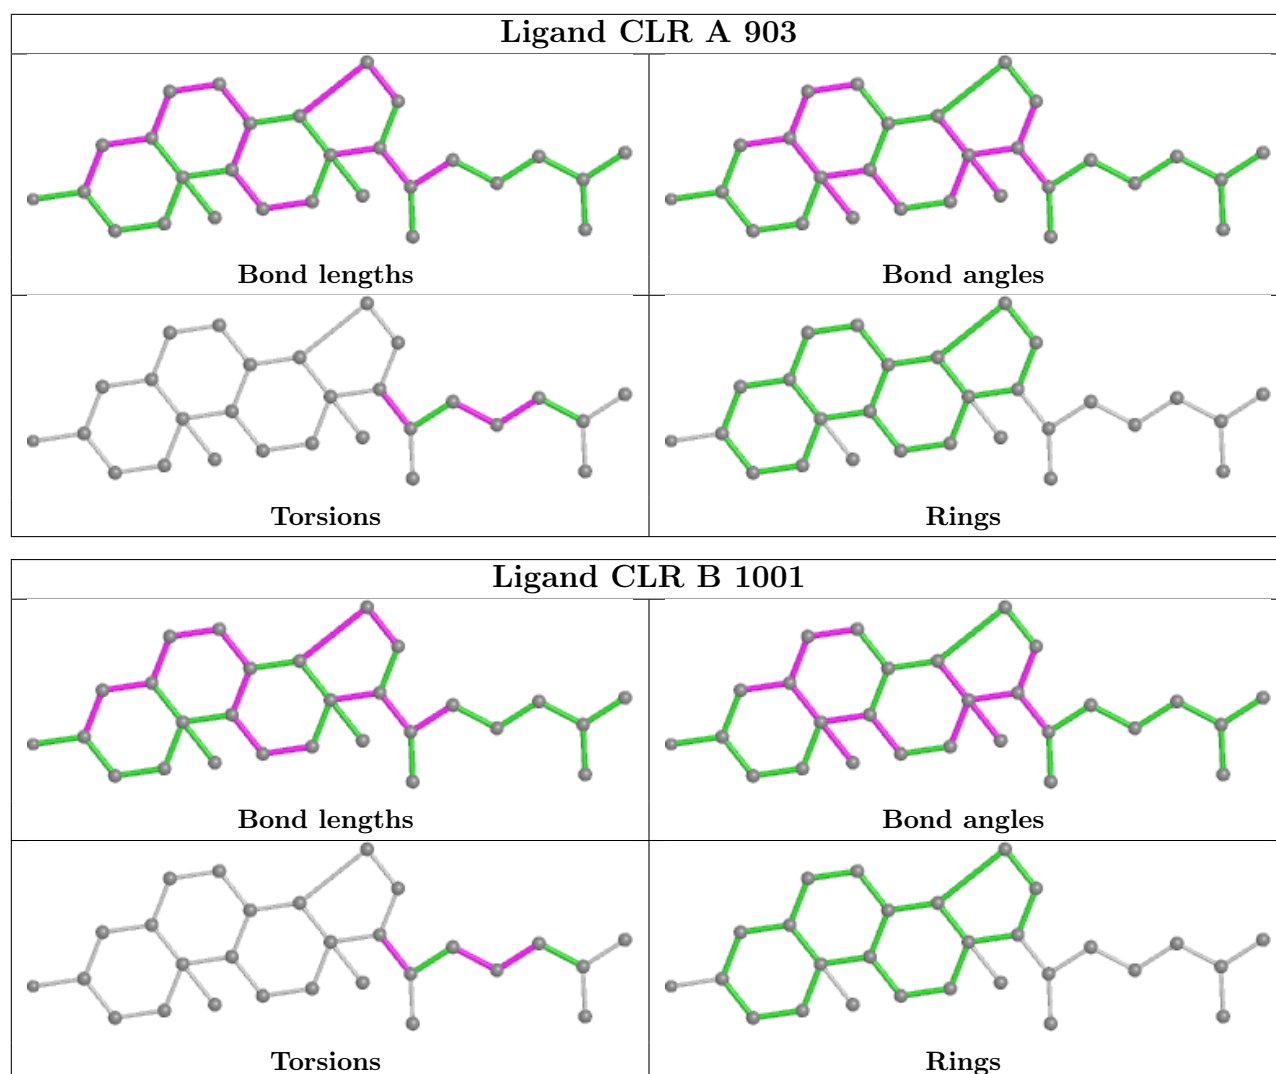 Ligand CLR A 903
Bond lengths
Bond angles
Torsions
Rings
Ligand CLR B 1001
Bond lengths
Bond angles
Torsions
Rings